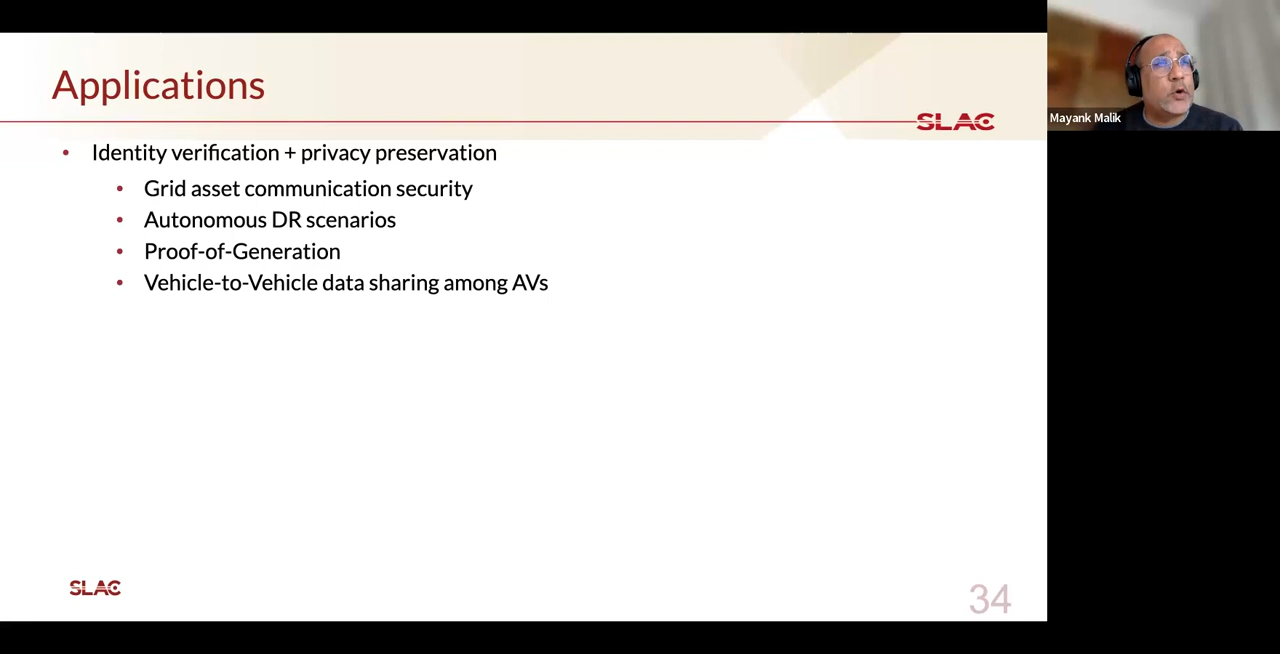 Applications
SLAC
Mayank Malik
• Identity verification + privacy preservation
• Grid asset communication security
• Autonomous DR scenarios
• Proof-of-Generation
• Vehicle-to-Vehicle data sharing among AVs
SLAC
34